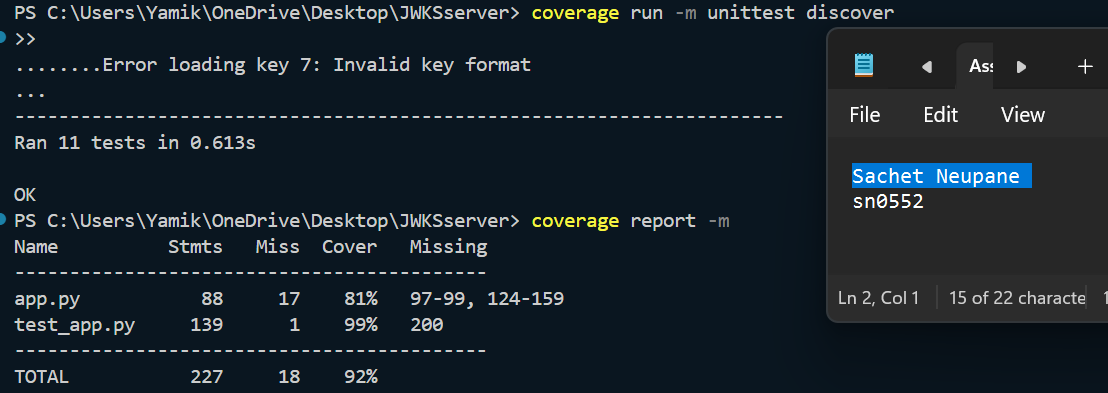 PS C:\Users\Yamik\OneDrive\Desktop\JWKSserver> coverage run -m unittest discover
>>
........Error loading key 7: Invalid key format
...
----------------------------------------------------------------------
Ran 11 tests in 0.613s
OK
PS C:\Users\Yamik\OneDrive\Desktop\JWKSserver> coverage report -m
Name          Stmts   Miss  Cover   Missing
-------------------------------------------
app.py           88     17    81%   97-99, 124-159
test_app.py     139      1    99%   200
-------------------------------------------
TOTAL           227     18    92%
File Edit View
Sachet Neupane
sn0552
Ln 2, Col 1 15 of 22